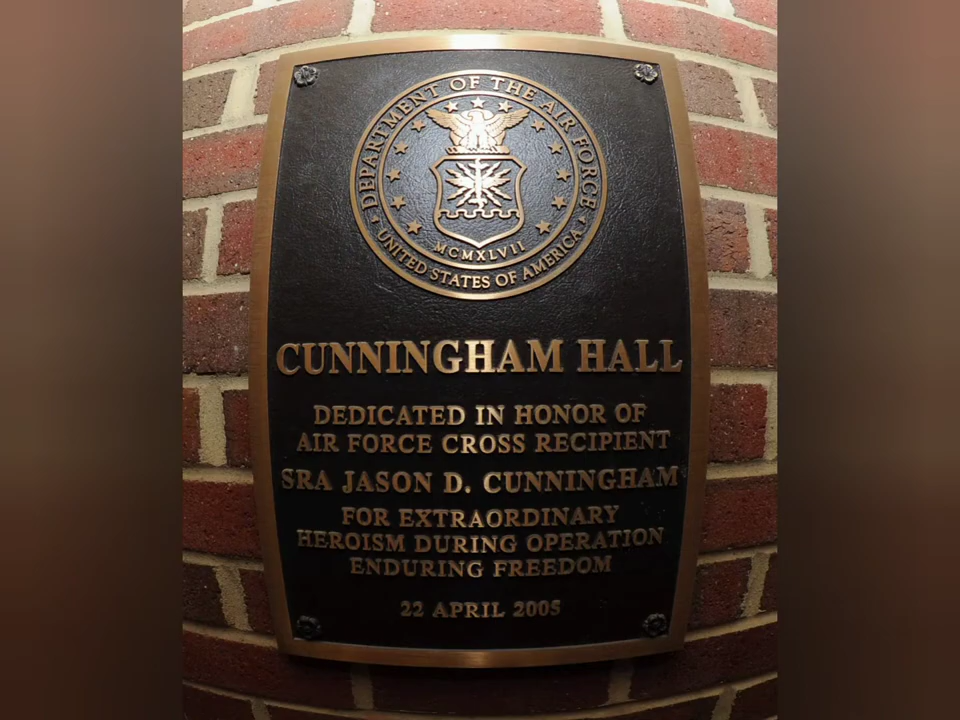 DEPARTMENT OF THE AIR FORCE
MCMXLVII
UNITED STATES OF AMERICA
CUNNINGHAM HALL
DEDICATED IN HONOR OF
AIR FORCE CROSS RECIPIENT
SRA JASON D. CUNNINGHAM
FOR EXTRAORDINARY
HEROISM DURING OPERATION
ENDURING FREEDOM
22 APRIL 2005